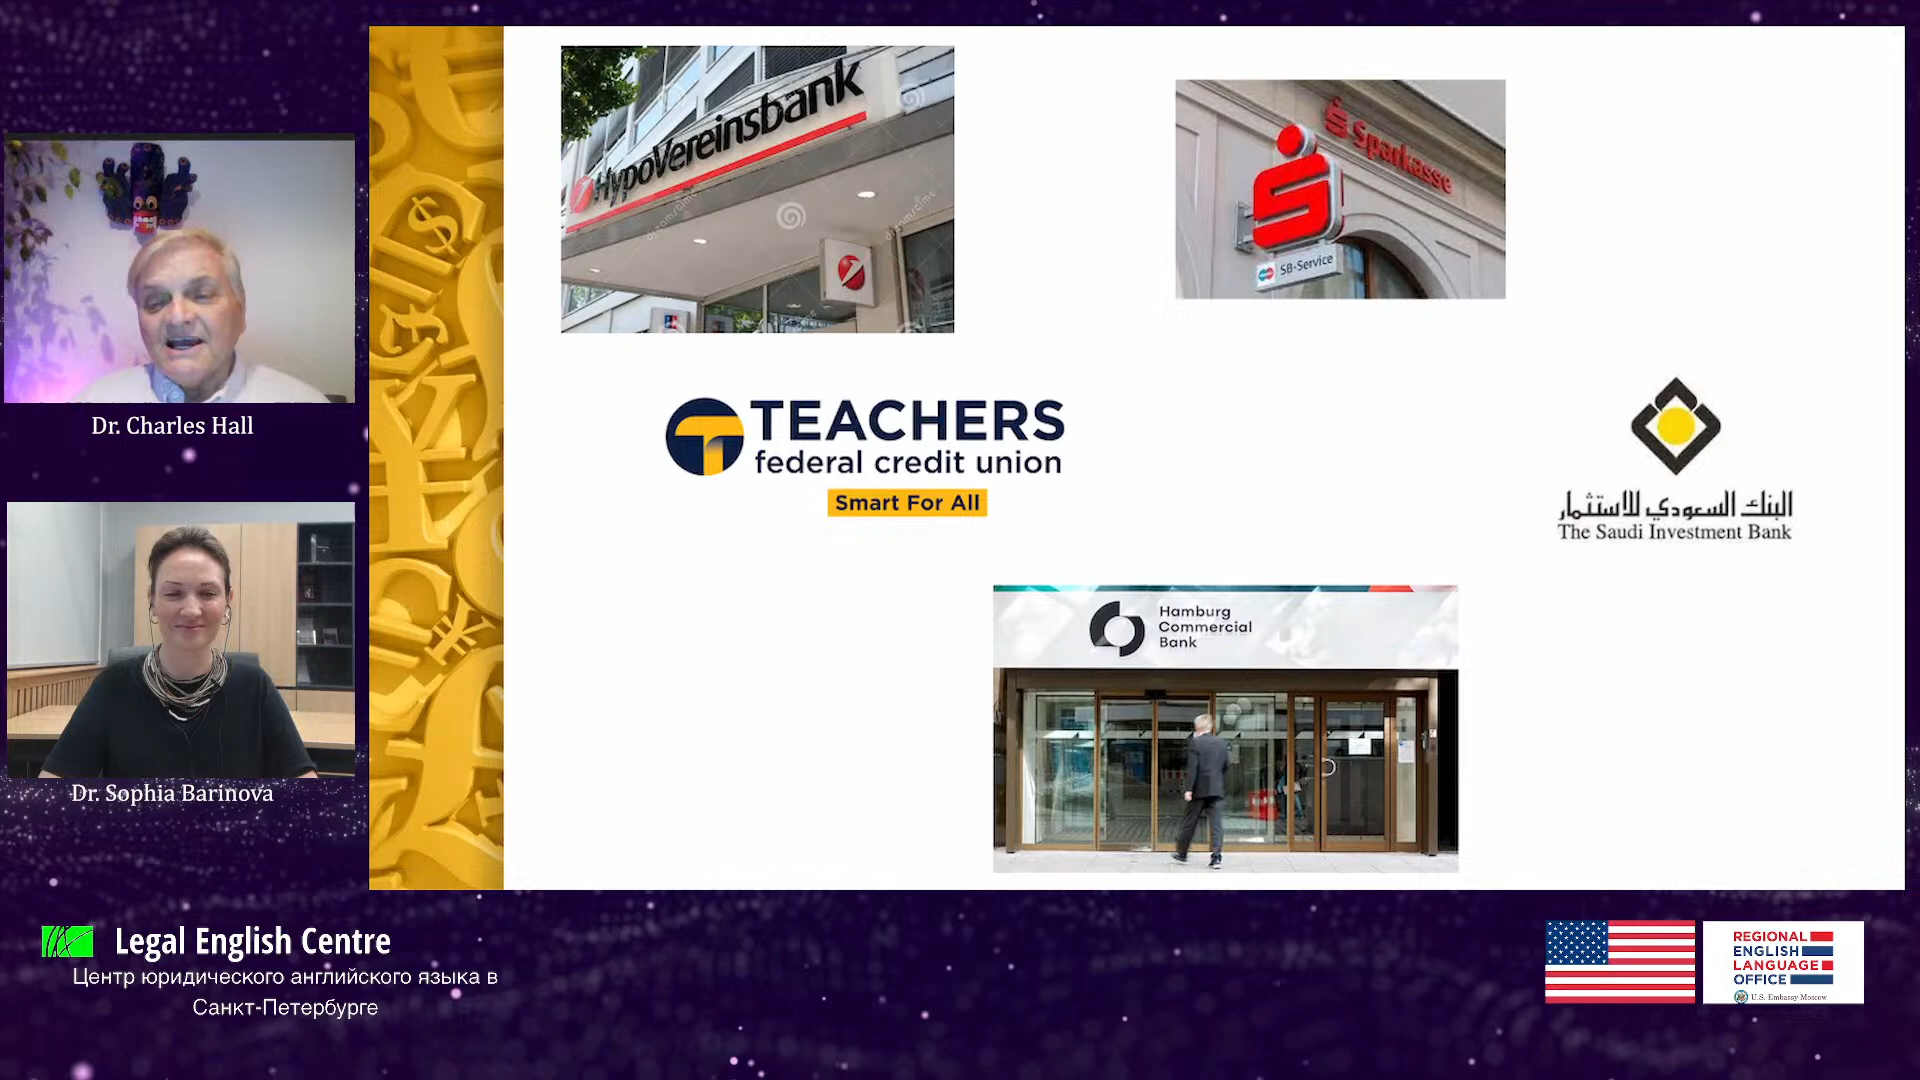 HypoVereinsbank
Sparkasse
SB-Service
TEACHERS
federal credit union
Smart For All
البنك السعودي للاستثمار
The Saudi Investment Bank
Hamburg
Commercial
Bank
Dr. Charles Hall
Dr. Sophia Barinova
Legal English Centre
Центр юридического английского языка в
Санкт-Петербурге
REGIONAL
ENGLISH
LANGUAGE
OFFICE
U.S. Embassy Moscow